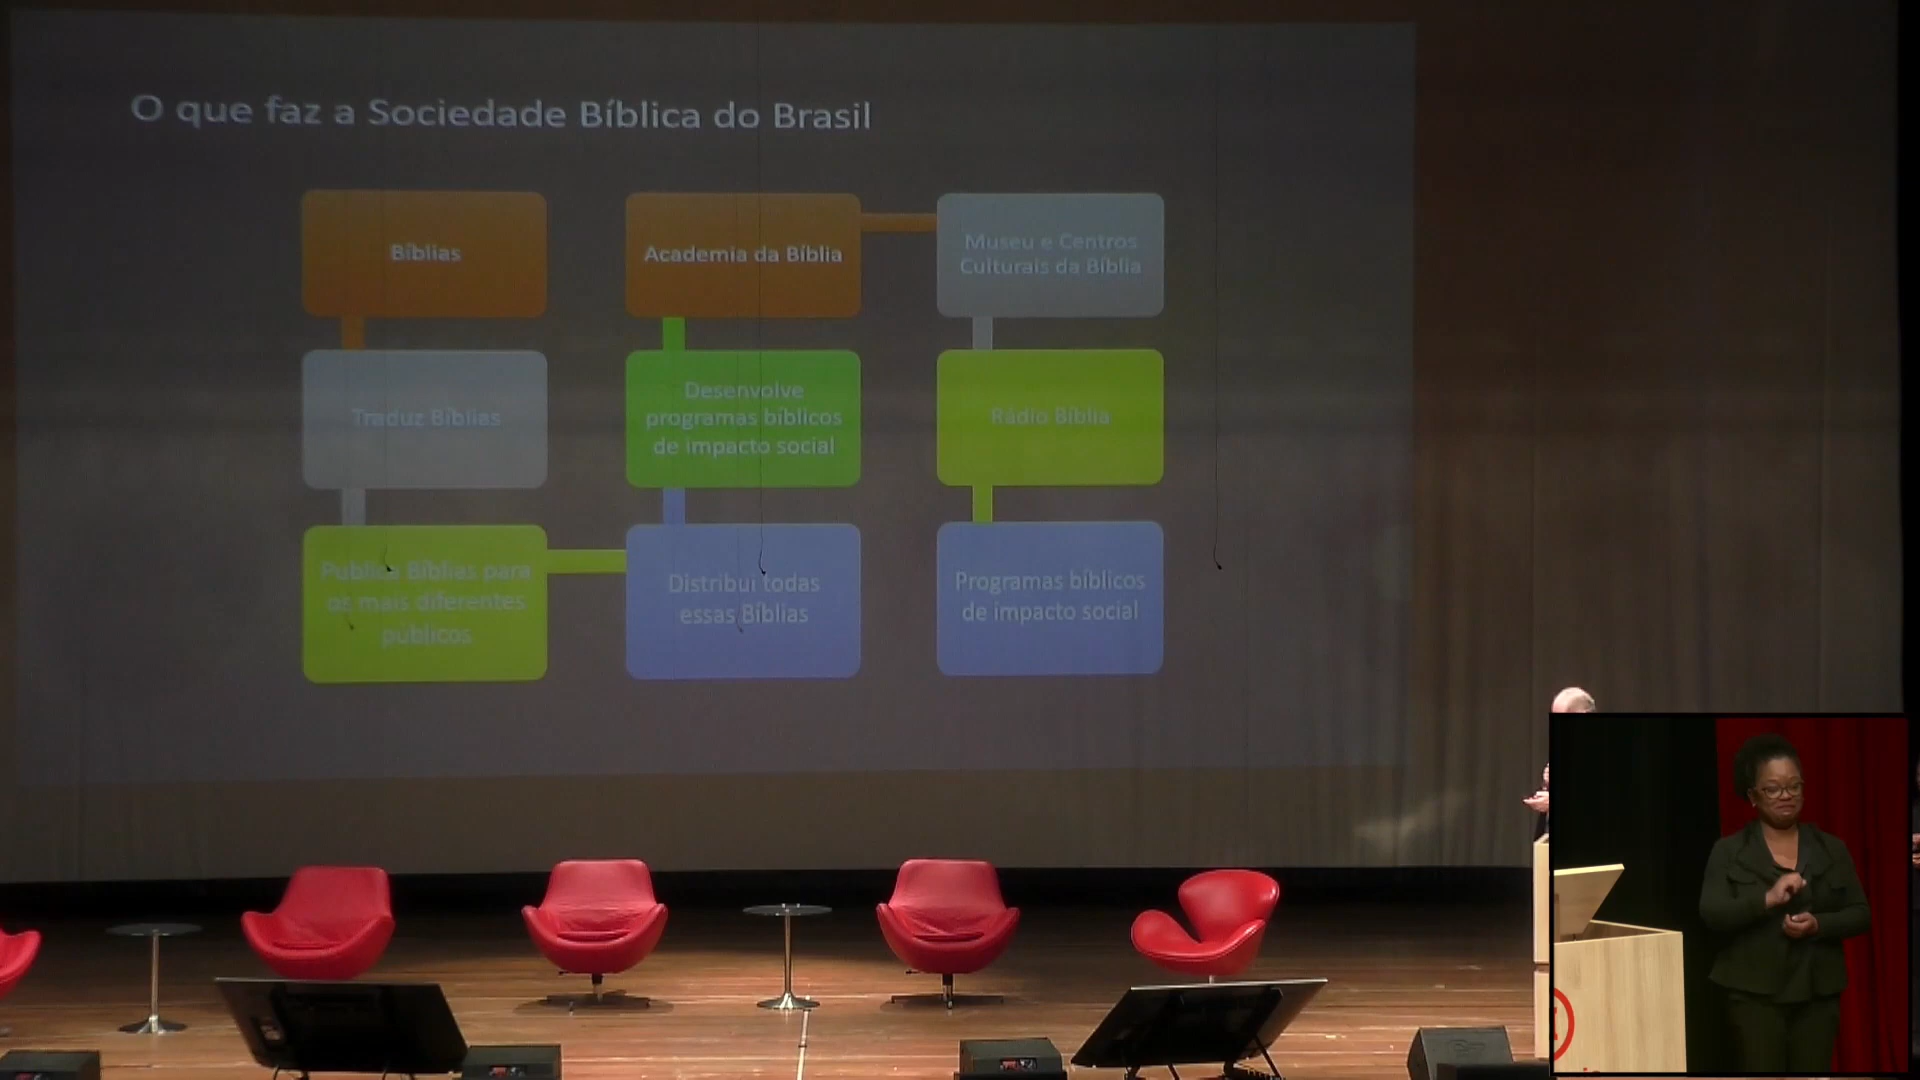 O que faz a Sociedade Bíblica do Brasil
Bíblias
Traduz Bíblias
Publica Bíblias para
os mais diferentes
públicos
Academia da Bíblia
Desenvolve
programas bíblicos
de impacto social
Distribui todas
essas Bíblias
Museu e Centros
Culturais da Bíblia
Rádio Bíblia
Programas bíblicos
de impacto social